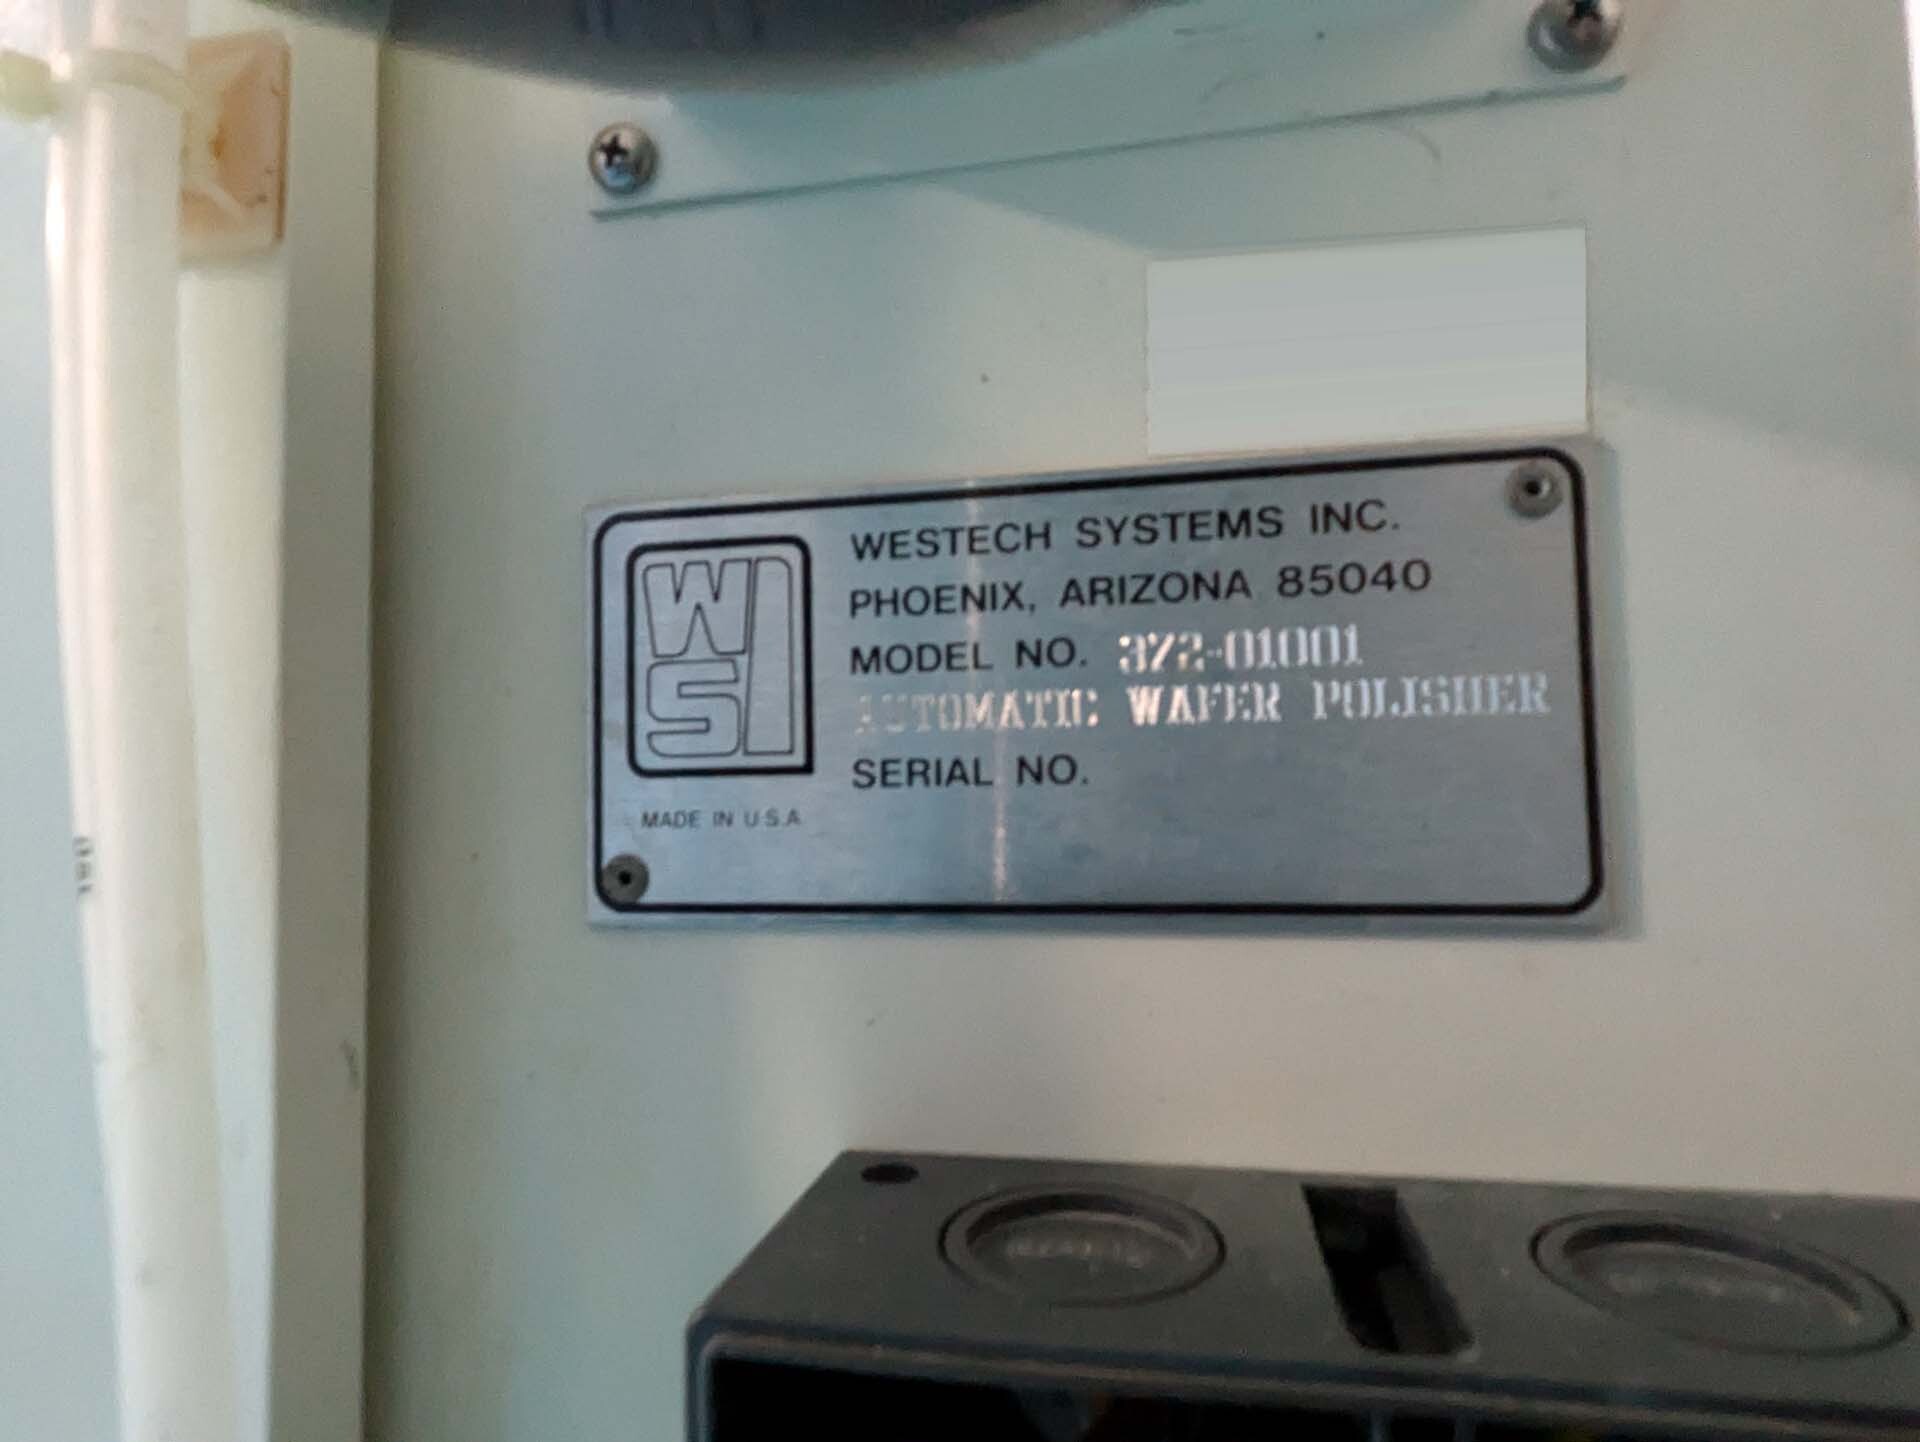 WSI
WESTECH SYSTEMS INC.
PHOENIX, ARIZONA 85040
MODEL NO. 372-01001
AUTOMATIC WAFER POLISHER
SERIAL NO.
MADE IN U.S.A